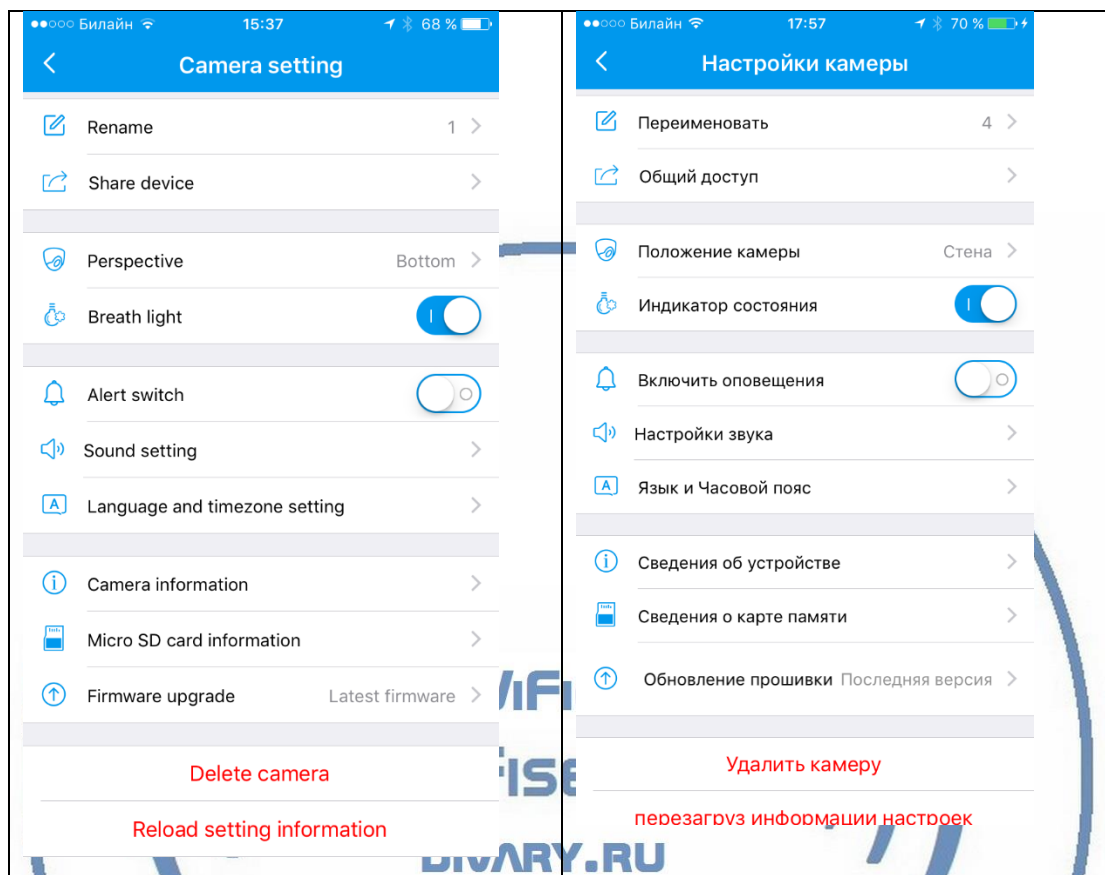 Билайн 15:37 68 %
Camera setting
Rename 1
Share device
Perspective Bottom
Breath light
Alert switch
Sound setting
Language and timezone setting
Camera information
Micro SD card information
Firmware upgrade Latest firmware
Delete camera
Reload setting information
Билайн 17:57 70 %
Настройки камеры
Переименовать 4
Общий доступ
Положение камеры Стена
Индикатор состояния
Включить оповещения
Настройки звука
Язык и Часовой пояс
Сведения об устройстве
Сведения о карте памяти
Обновление прошивки Последняя версия
Удалить камеру
перезагруз информации настроек